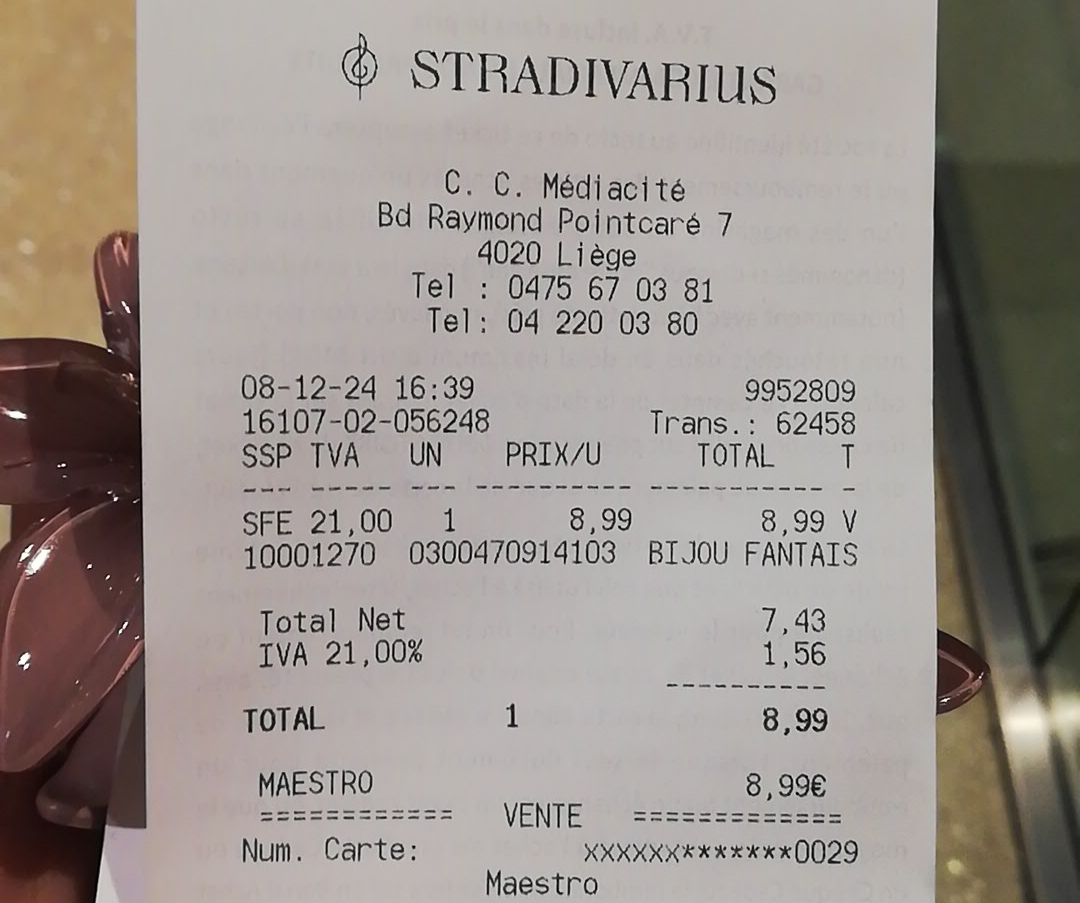 STRADIVARIUS
C. C. Médiacité
Bd Raymond Pointcaré 7
4020 Liège
Tel : 0475 67 03 81
Tel: 04 220 03 80
08-12-24 16:39 9952809
16107-02-056248 Trans.: 62458
SSP TVA UN PRIX/U TOTAL T
SFE 21,00 1 8,99 8,99 V
10001270 0300470914103 BIJOU FANTAIS
Total Net 7,43
IVA 21,00% 1,56
TOTAL 1 8,99
MAESTRO 8,99€
============ VENTE =============
Num. Carte: xxxxxx*******0029
Maestro